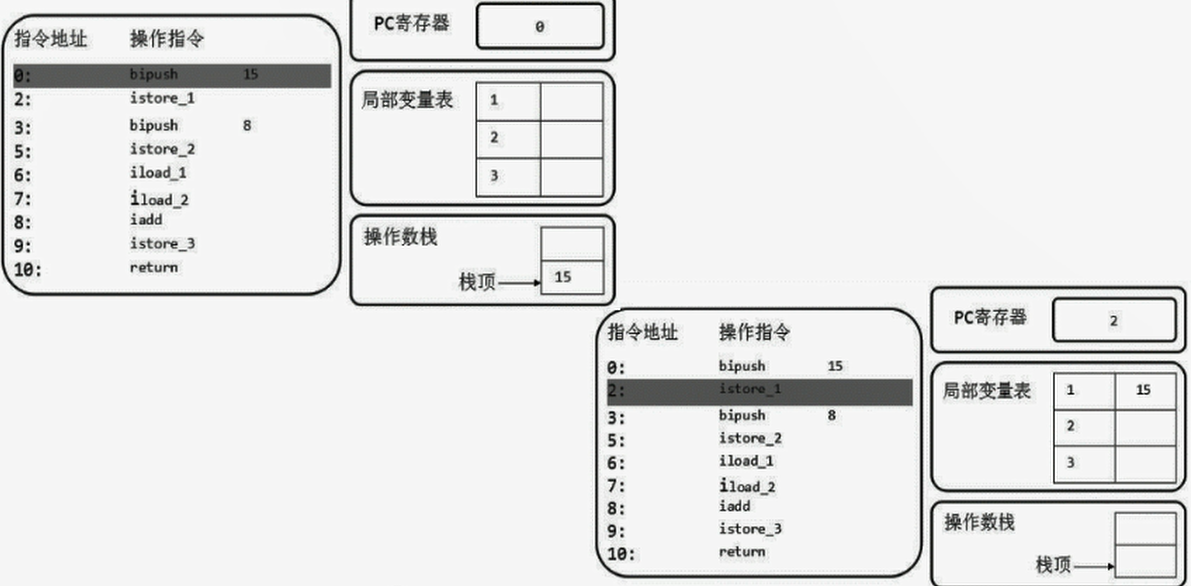 指令地址 操作指令
0: bipush 15
2: istore_1
3: bipush 8
5: istore_2
6: iload_1
7: iload_2
8: iadd
9: istore_3
10: return
PC寄存器 0
局部变量表 1
2
3
操作数栈
栈顶 15
指令地址 操作指令
0: bipush 15
2: istore_1
3: bipush 8
5: istore_2
6: iload_1
7: iload_2
8: iadd
9: istore_3
10: return
PC寄存器 2
局部变量表 1 15
2
3
操作数栈
栈顶